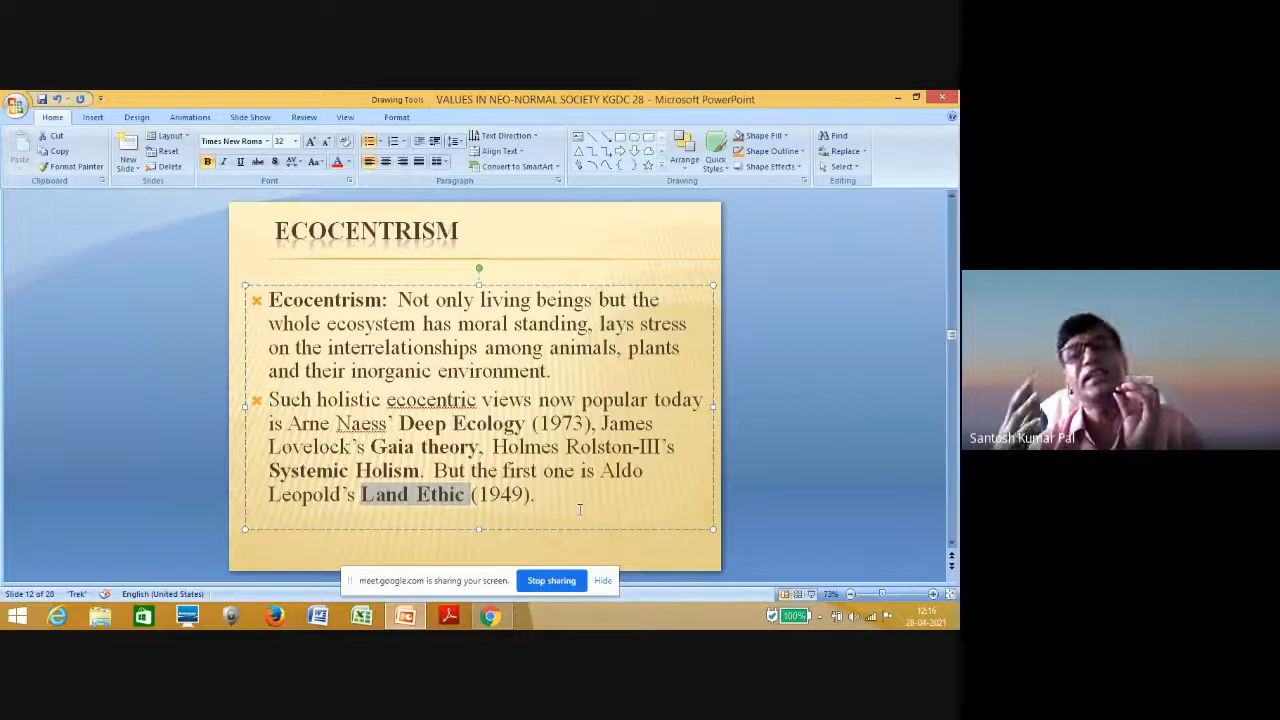 Drawing Tools
VALUES IN NEO-NORMAL SOCIETY KGDC 28 - Microsoft PowerPoint
Home Insert Design Animations Slide Show Review View Format
Cut
Copy
Format Painter
Paste
Clipboard
New Slide
Layout
Reset
Delete
Slides
Times New Roma 32
B I U abc S AV Aa A
Font
Text Direction
Align Text
Convert to SmartArt
Paragraph
Arrange
Quick Styles
Shape Fill
Shape Outline
Shape Effects
Drawing
Find
Replace
Select
Editing
ECOCENTRISM
Ecocentrism: Not only living beings but the
whole ecosystem has moral standing, lays stress
on the interrelationships among animals, plants
and their inorganic environment.
Such holistic ecocentric views now popular today
is Arne Naess’ Deep Ecology (1973), James
Lovelock’s Gaia theory, Holmes Rolston-III’s
Systemic Holism. But the first one is Aldo
Leopold’s Land Ethic (1949).
Santosh Kumar Pal
meet.google.com is sharing your screen.
Stop sharing
Hide
Slide 12 of 28 'Trek' English (United States)
73%
100%
12:16
28-04-2021